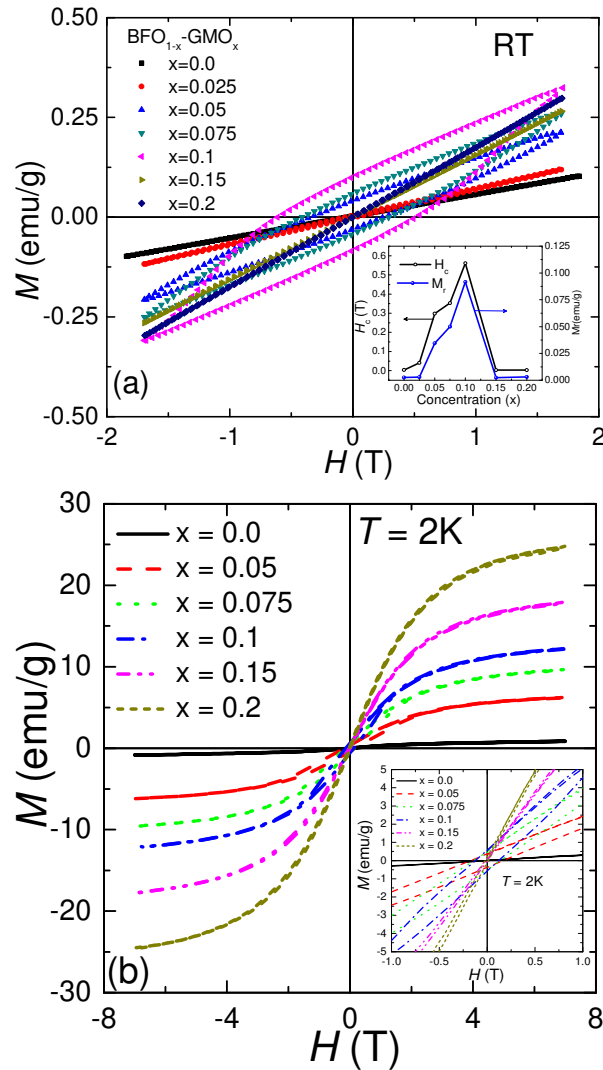 0.50
0.25
0.00
-0.25
-0.50
M (emu/g)
BFO1-x-GMOx
x=0.0
x=0.025
x=0.05
x=0.075
x=0.1
x=0.15
x=0.2
RT
(a)
-2
-1
0
1
2
H (T)
0.6
0.5
0.4
0.3
0.2
0.1
0.0
Hc (T)
Hc
Mr
0.125
0.100
0.075
0.050
0.025
0.000
Mr(emu/g)
0.00 0.05 0.10 0.15 0.20
Concentration (x)
30
20
10
0
-10
-20
-30
M (emu/g)
x = 0.0
x = 0.05
x = 0.075
x = 0.1
x = 0.15
x = 0.2
T = 2K
(b)
-8
-4
0
4
8
H (T)
5
4
3
2
1
0
-1
-2
-3
-4
-5
M (emu/g)
x = 0.0
x = 0.05
x = 0.075
x = 0.1
x = 0.15
x = 0.2
T = 2K
-1.0 -0.5 0.0 0.5 1.0
H (T)